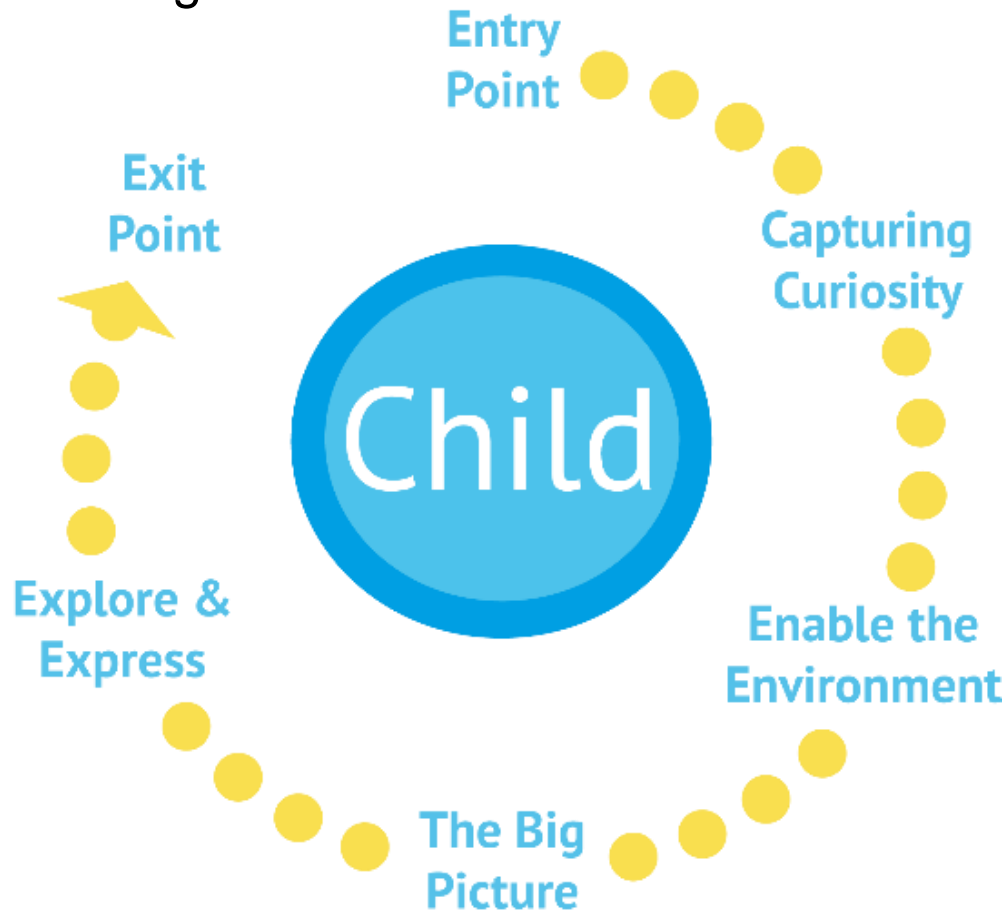 Entry
Point
Capturing
Curiosity
Enable the
Environment
The Big
Picture
Explore &
Express
Exit
Point
Child